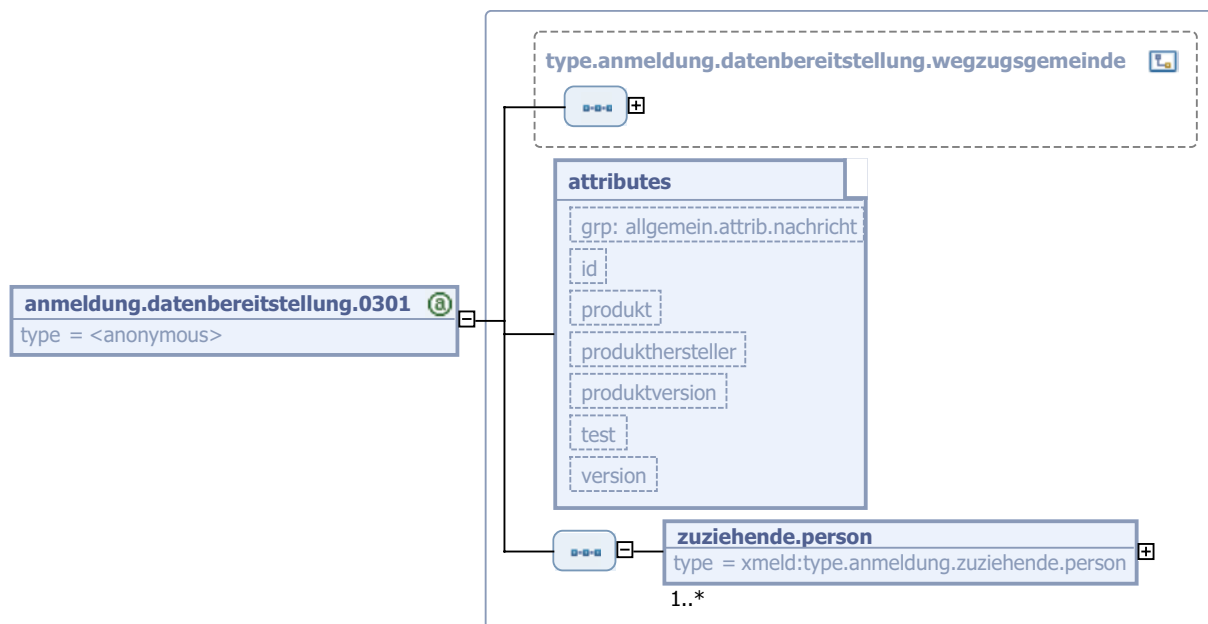 type.anmeldung.datenbereitstellung.wegzugsgemeinde
attributes
grp: allgemein.attrib.nachricht
id
produkt
produkthersteller
produktversion
test
version
anmeldung.datenbereitstellung.0301
type = <anonymous>
zuziehende.person
type = xmeld:type.anmeldung.zuziehende.person
1..*